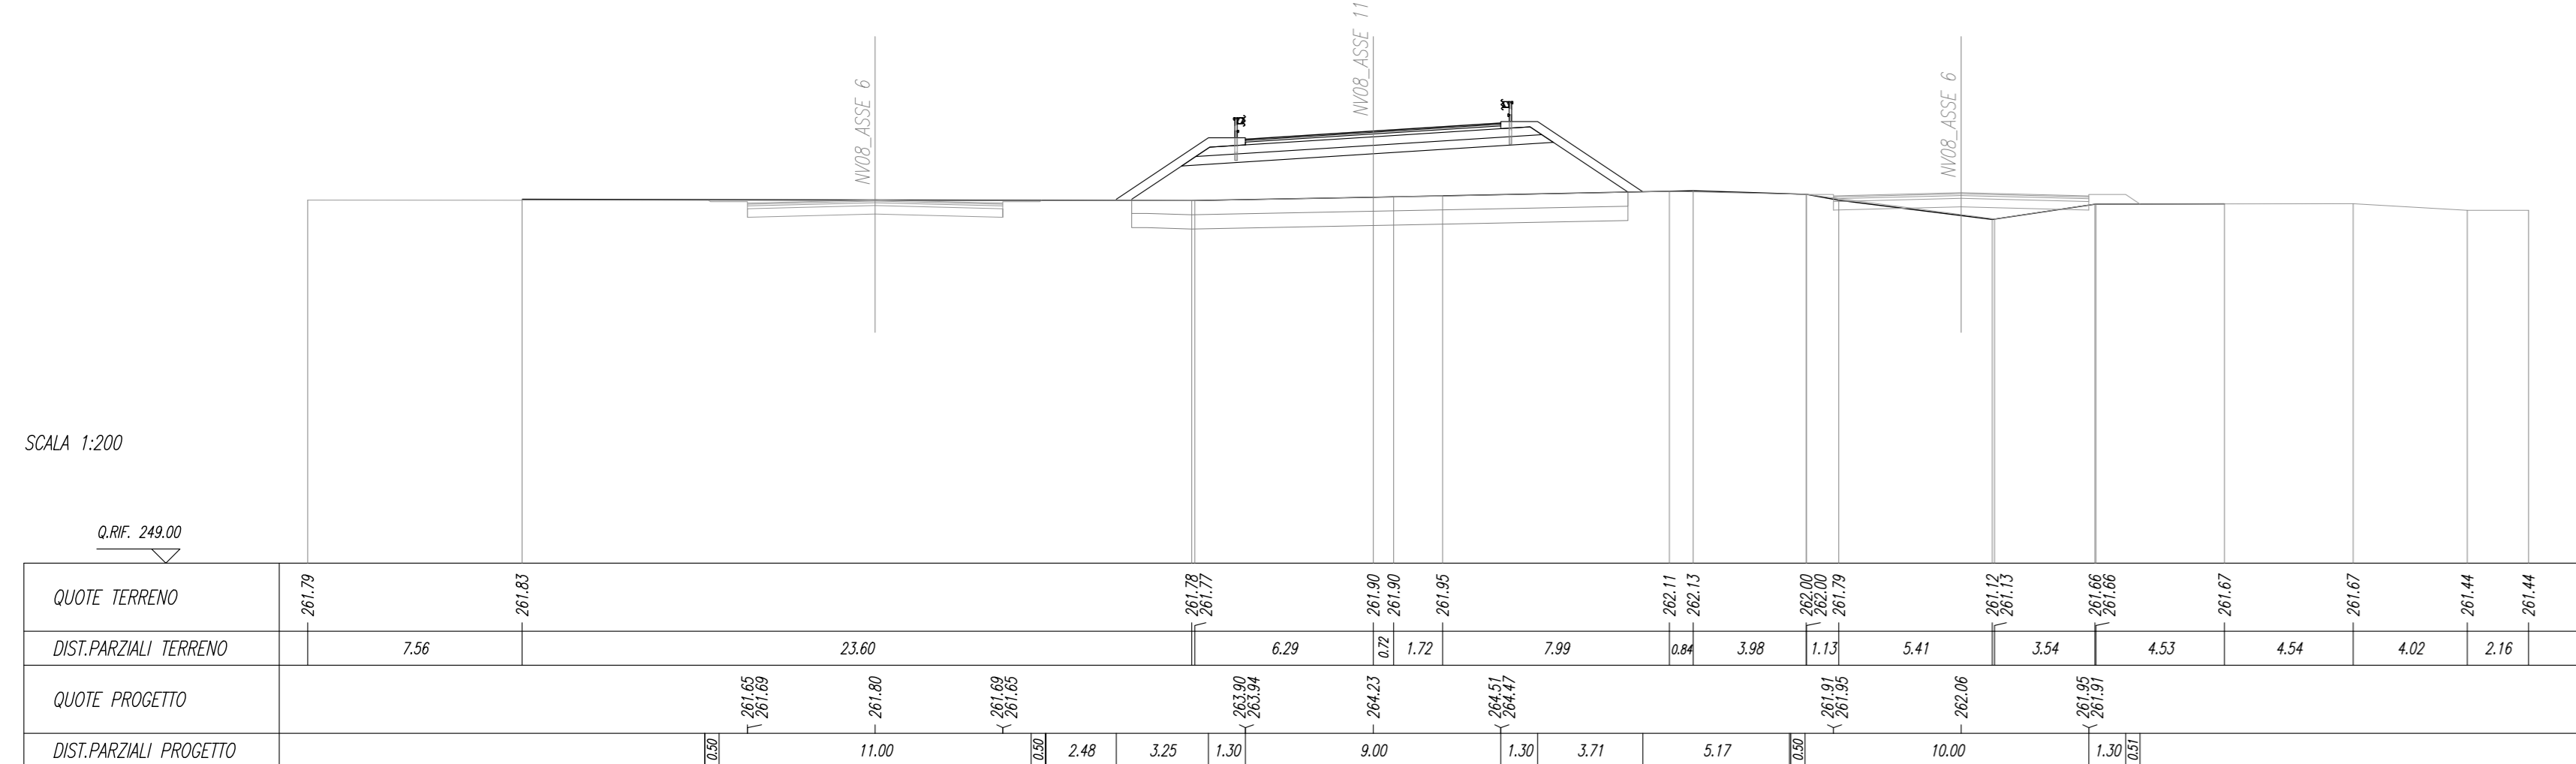 NV08_ASSE 6
NV08_ASSE 11
NV08_ASSE 6
SCALA 1:200
Q.RIF. 249.00
QUOTE TERRENO 261.79 261.83 261.78 261.77 261.90 261.90 261.95 262.11 262.13 262.00 262.00 261.79 261.12 261.13 261.66 261.66 261.67 261.67 261.44 261.44
DIST.PARZIALI TERRENO 7.56 23.60 6.29 0.72 1.72 7.99 0.84 3.98 1.13 5.41 3.54 4.53 4.54 4.02 2.16
QUOTE PROGETTO 261.65 261.69 261.80 261.69 261.65 263.90 263.94 264.23 264.51 264.47 261.91 261.95 262.06 261.95 261.91
DIST.PARZIALI PROGETTO 0.50 11.00 0.50 2.48 3.25 1.30 9.00 1.30 3.71 5.17 0.50 10.00 1.30 0.51